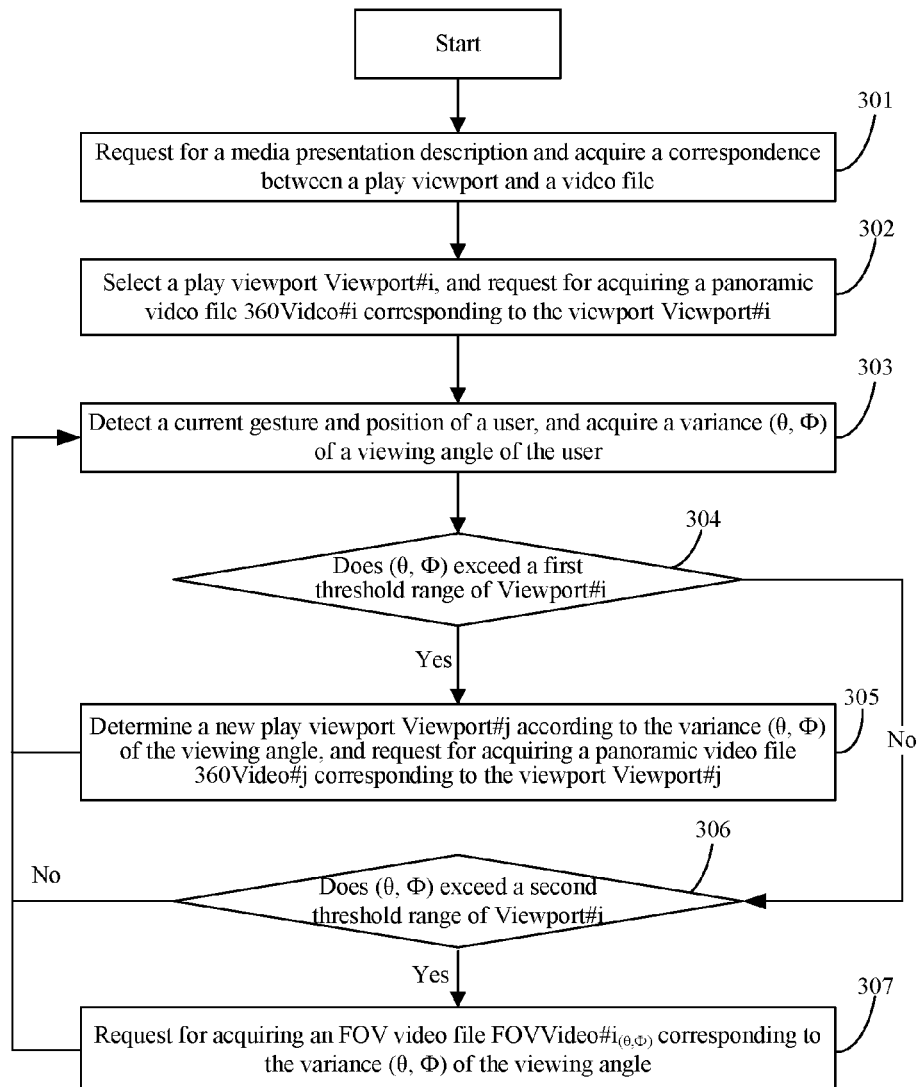 Start
301
Request for a media presentation description and acquire a correspondence
between a play viewport and a video file
302
Select a play viewport Viewport#i, and request for acquiring a panoramic
video file 360Video#i corresponding to the viewport Viewport#i
303
Detect a current gesture and position of a user, and acquire a variance (θ, Φ)
of a viewing angle of the user
304
Does (θ, Φ) exceed a first
threshold range of Viewport#i
Yes
No
305
Determine a new play viewport Viewport#j according to the variance (θ, Φ)
of the viewing angle, and request for acquiring a panoramic video file
360Video#j corresponding to the viewport Viewport#j
306
No
Does (θ, Φ) exceed a second
threshold range of Viewport#i
Yes
307
Request for acquiring an FOV video file FOVVideo#i(θ,Φ) corresponding to
the variance (θ, Φ) of the viewing angle